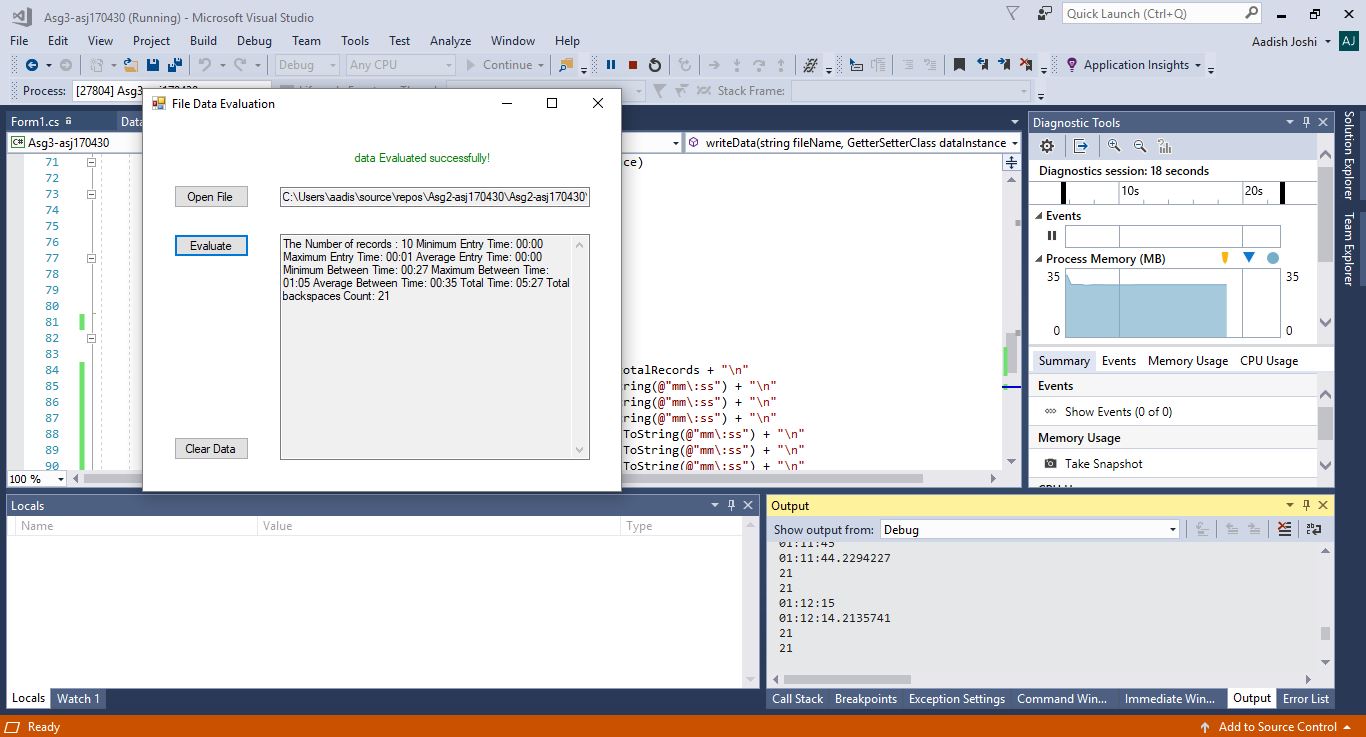 Asg3-asj170430 (Running) - Microsoft Visual Studio
Quick Launch (Ctrl+Q)
File Edit View Project Build Debug Team Tools Test Analyze Window Help
Aadish Joshi AJ
Debug Any CPU Continue Application Insights
Process: [27804] Asg3 Stack Frame:
File Data Evaluation
data Evaluated successfully!
Open File
C:\Users\aadis\source\repos\Asg2-asj170430\Asg2-asj170430\
Evaluate
The Number of records : 10 Minimum Entry Time: 00:00
Maximum Entry Time: 00:01 Average Entry Time: 00:00
Minimum Between Time: 00:27 Maximum Between Time:
01:05 Average Between Time: 00:35 Total Time: 05:27 Total
backspaces Count: 21
Clear Data
Form1.cs Data
C# Asg3-asj170430
writeData(string fileName, GetterSetterClass dataInstance
71 ce)
72
73
74
75
76
77
78
79
80
81
82
83
84 otalRecords + "\n"
85 ring(@"mm\:ss") + "\n"
86 tring(@"mm\:ss") + "\n"
87 tring(@"mm\:ss") + "\n"
88 ToString(@"mm\:ss") + "\n"
89 ToString(@"mm\:ss") + "\n"
90 ToString(@"mm\:ss") + "\n"
100 %
Diagnostic Tools
Diagnostics session: 18 seconds
10s 20s
Events
Process Memory (MB)
35 35
0 0
Summary Events Memory Usage CPU Usage
Events
Show Events (0 of 0)
Memory Usage
Take Snapshot
Solution Explorer
Team Explorer
Locals
Name Value Type
Locals Watch 1
Output
Show output from: Debug
01:11:45
01:11:44.2294227
21
21
01:12:15
01:12:14.2135741
21
21
Call Stack Breakpoints Exception Settings Command Win... Immediate Win... Output Error List
Ready
Add to Source Control